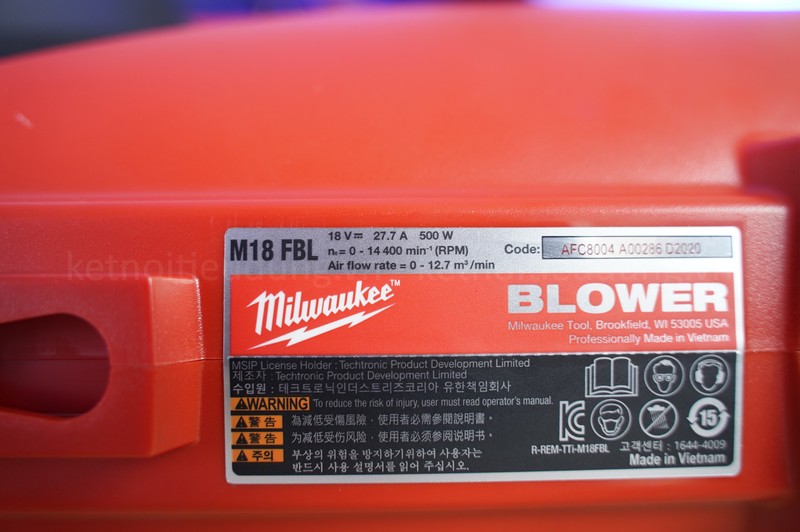 M18 FBL
18 V⎓ 27.7 A 500 W
n₀= 0 - 14 400 min⁻¹ (RPM)
Air flow rate = 0 - 12.7 m³/min
Code: AFC8004 A00286 D2020
Milwaukee™
BLOWER
Milwaukee Tool, Brookfield, WI 53005 USA
Professionally Made in Vietnam
MSIP License Holder : Techtronic Product Development Limited
제조자 : Techtronic Product Development Limited
수입원 : 테크트로닉인더스트리즈코리아 유한책임회사
WARNING To reduce the risk of injury, user must read operator's manual.
警告 為減低受傷風險，使用者必需參閱說明書。
警告 为减低受伤风险，使用者必须参阅说明书。
주의 부상의 위험을 방지하기위하여 사용자는
반드시 사용 설명서를 읽어 주십시오.
15
R-REM-TTi-M18FBL
고객센터 : 1644-4009
Made in Vietnam